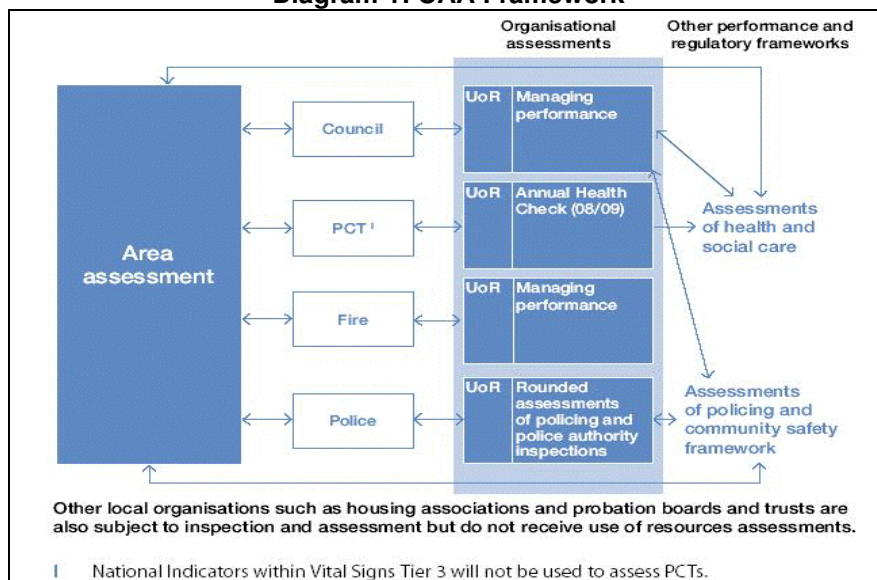 Organisational
assessments
Other performance and
regulatory frameworks
Area
assessment
Council
UoR
Managing
performance
PCT ¹
UoR
Annual Health
Check (08/09)
Assessments
of health and
social care
Fire
UoR
Managing
performance
Police
UoR
Rounded
assessments
of policing and
police authority
inspections
Assessments
of policing and
community safety
framework
Other local organisations such as housing associations and probation boards and trusts are
also subject to inspection and assessment but do not receive use of resources assessments.
1 National Indicators within Vital Signs Tier 3 will not be used to assess PCTs.